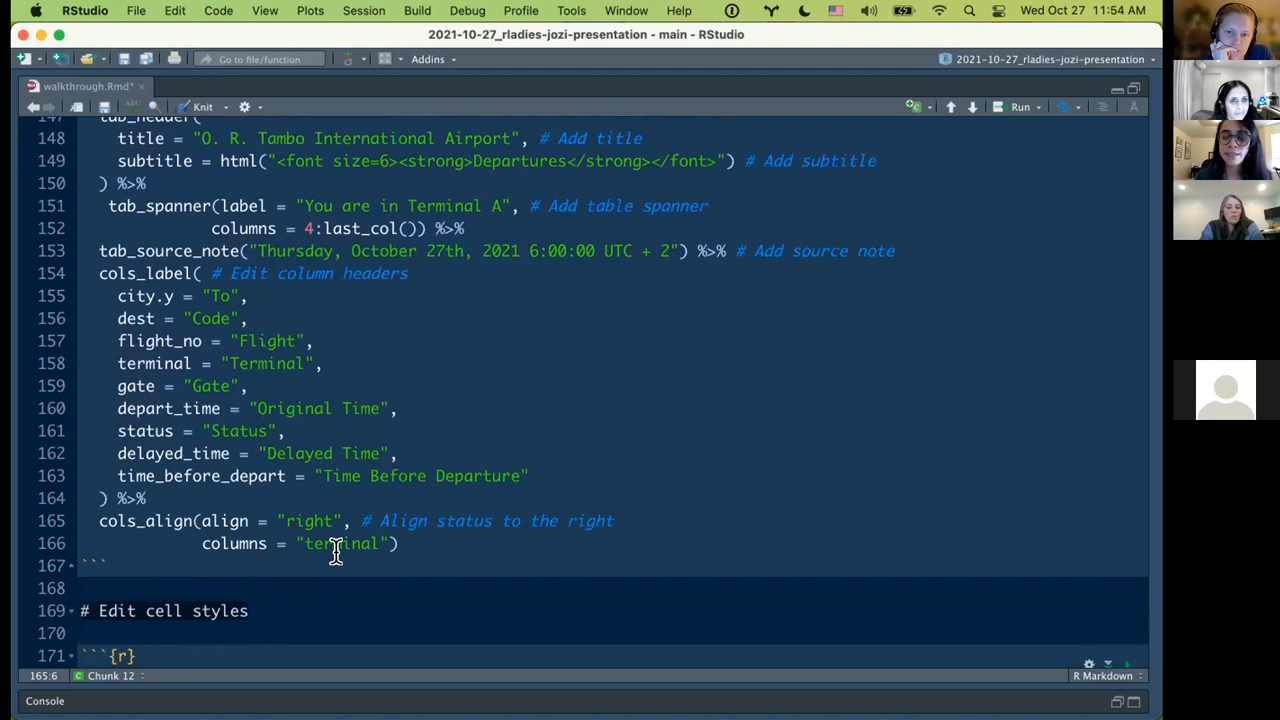 RStudio File Edit Code View Plots Session Build Debug Profile Tools Window Help Wed Oct 27 11:54 AM
2021-10-27_rladies-jozi-presentation - main - RStudio
Go to file/function Addins 2021-10-27_rladies-jozi-presentation
walkthrough.Rmd*
Knit Run
147 tab_header(
148 title = "O. R. Tambo International Airport", # Add title
149 subtitle = html("<font size=6><strong>Departures</strong></font>") # Add subtitle
150 ) %>%
151 tab_spanner(label = "You are in Terminal A", # Add table spanner
152 columns = 4:last_col()) %>%
153 tab_source_note("Thursday, October 27th, 2021 6:00:00 UTC + 2") %>% # Add source note
154 cols_label( # Edit column headers
155 city.y = "To",
156 dest = "Code",
157 flight_no = "Flight",
158 terminal = "Terminal",
159 gate = "Gate",
160 depart_time = "Original Time",
161 status = "Status",
162 delayed_time = "Delayed Time",
163 time_before_depart = "Time Before Departure"
164 ) %>%
165 cols_align(align = "right", # Align status to the right
166 columns = "terminal")
167 ```
168
169 # Edit cell styles
170
171 ```{r}
165:6 Chunk 12 R Markdown
Console